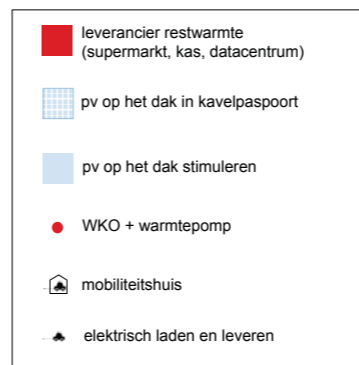 leverancier restwarmte
(supermarkt, kas, datacentrum)
pv op het dak in kavelpaspoort
pv op het dak stimuleren
WKO + warmtepomp
mobiliteitshuis
elektrisch laden en leveren